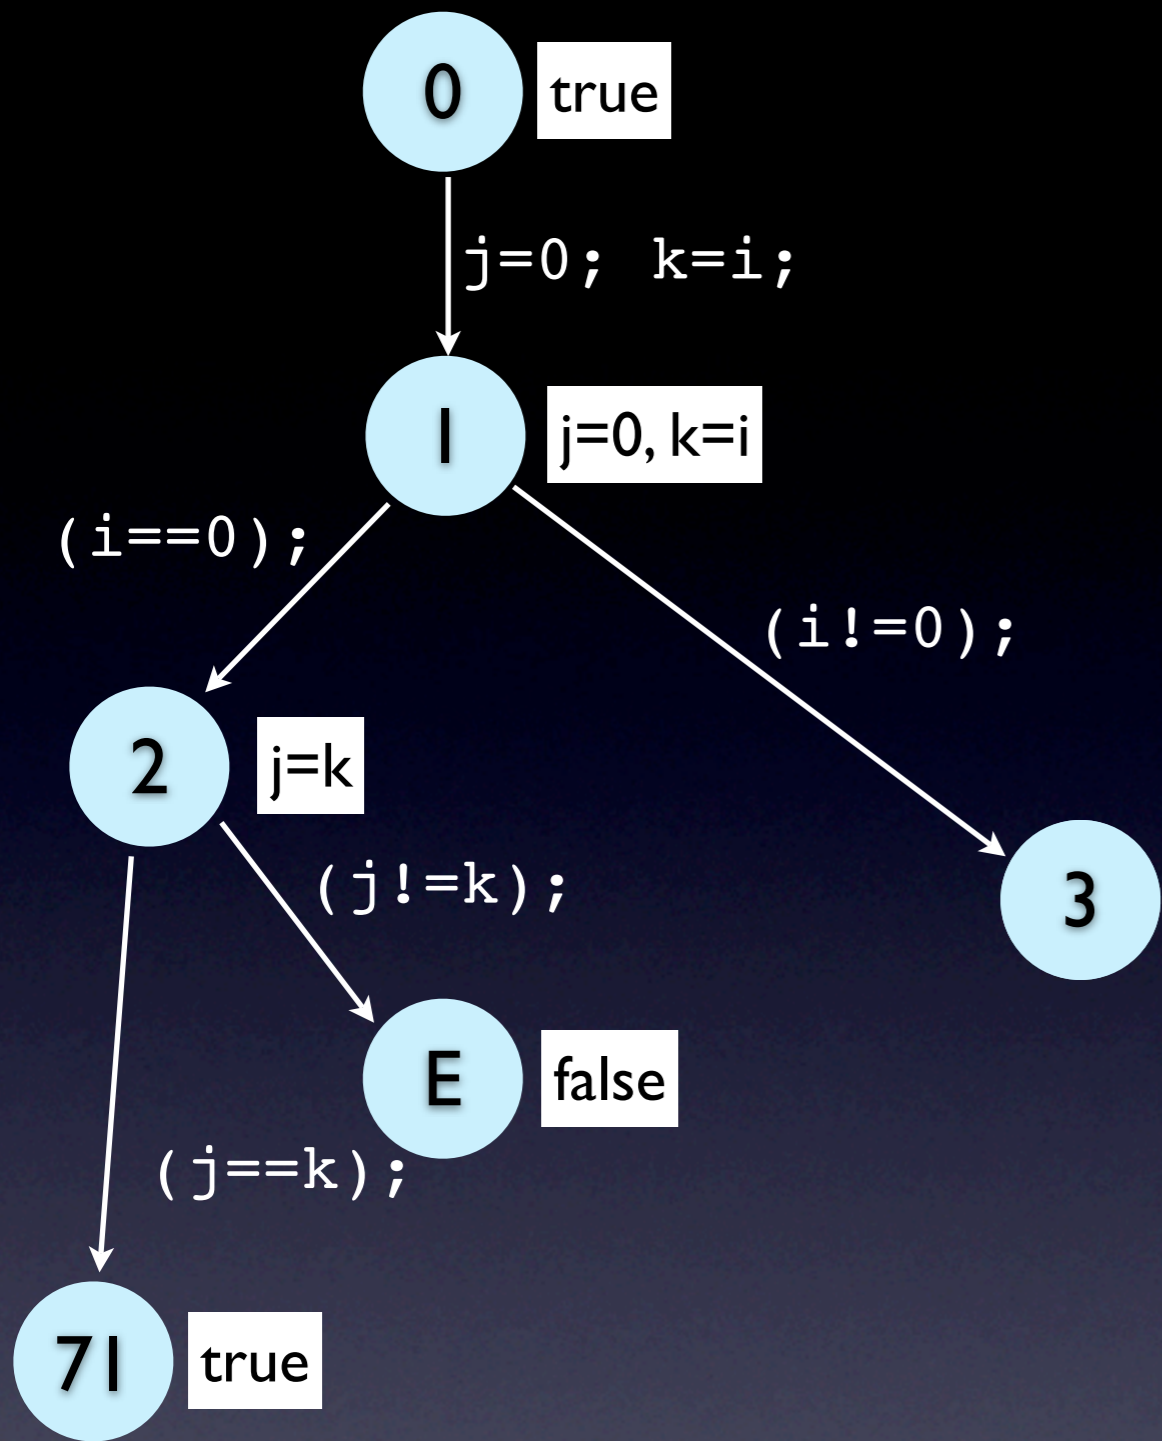 0
true
j=0; k=i;
1
j=0, k=i
(i==0);
(i!=0);
2
j=k
(j!=k);
3
E
false
(j==k);
71
true